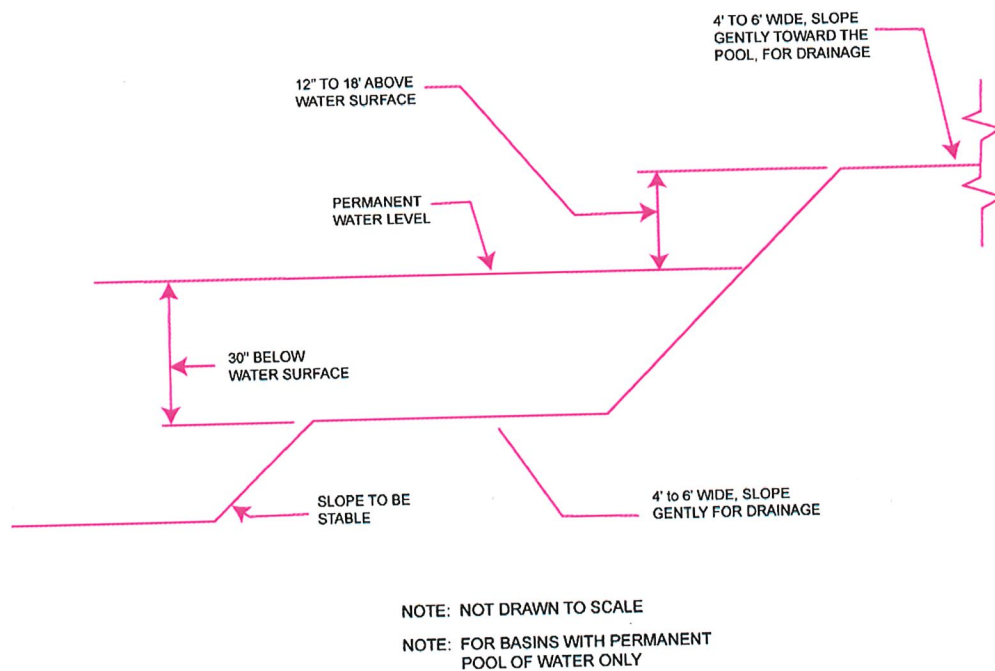 4' TO 6' WIDE, SLOPE
GENTLY TOWARD THE
POOL, FOR DRAINAGE
12" TO 18' ABOVE
WATER SURFACE
PERMANENT
WATER LEVEL
30" BELOW
WATER SURFACE
SLOPE TO BE
STABLE
4' to 6' WIDE, SLOPE
GENTLY FOR DRAINAGE
NOTE: NOT DRAWN TO SCALE
NOTE: FOR BASINS WITH PERMANENT
POOL OF WATER ONLY